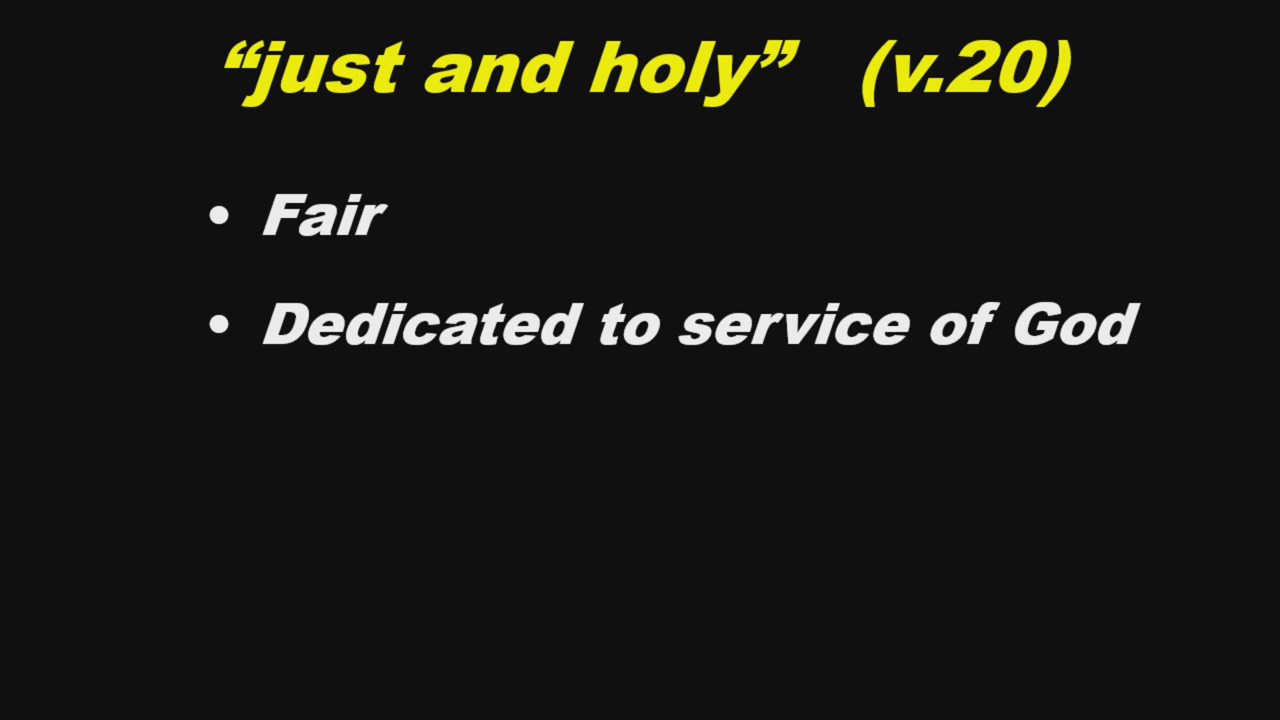 “just and holy” (v.20)
• Fair
• Dedicated to service of God